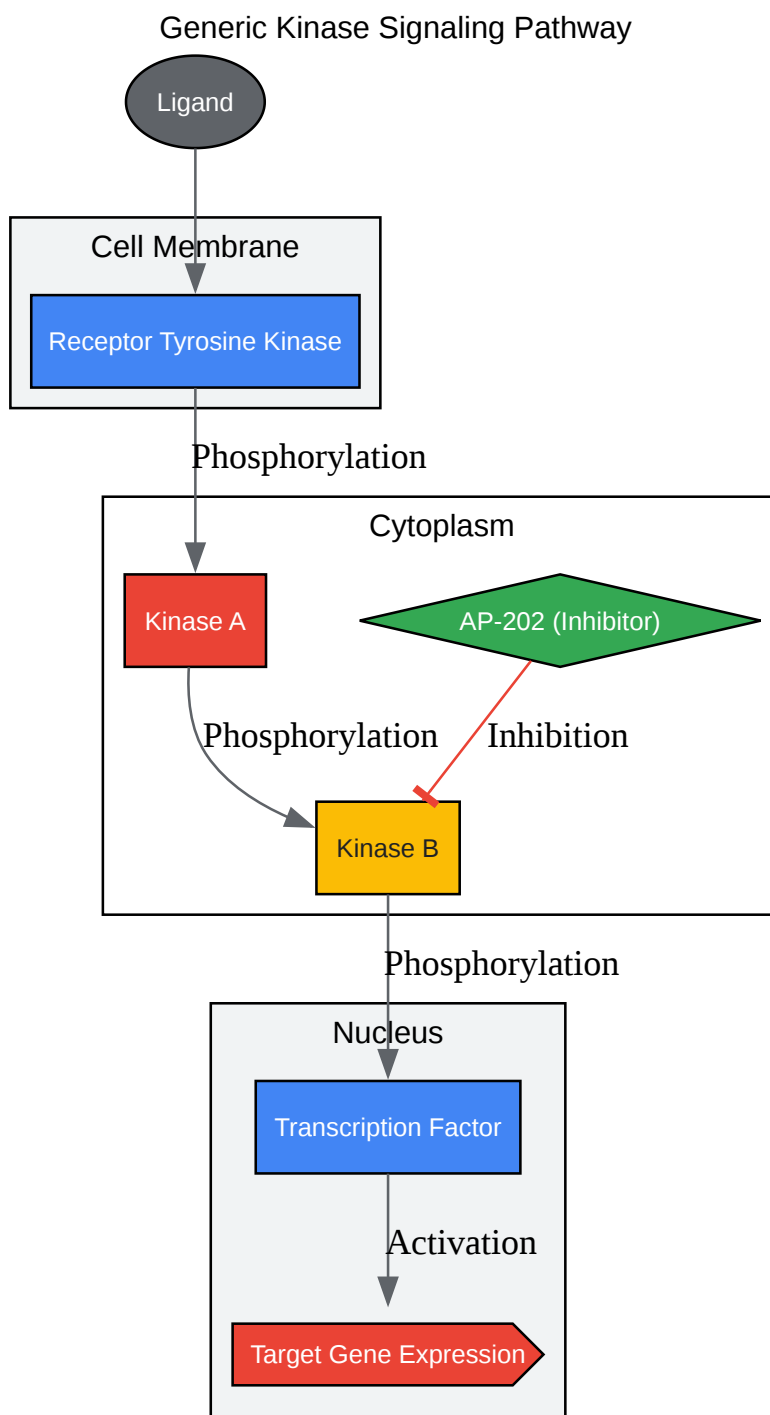 Generic Kinase Signaling Pathway
Ligand
Cell Membrane
Receptor Tyrosine Kinase
Phosphorylation
Cytoplasm
Kinase A
AP-202 (Inhibitor)
Phosphorylation
Inhibition
Kinase B
Phosphorylation
Nucleus
Transcription Factor
Activation
Target Gene Expression